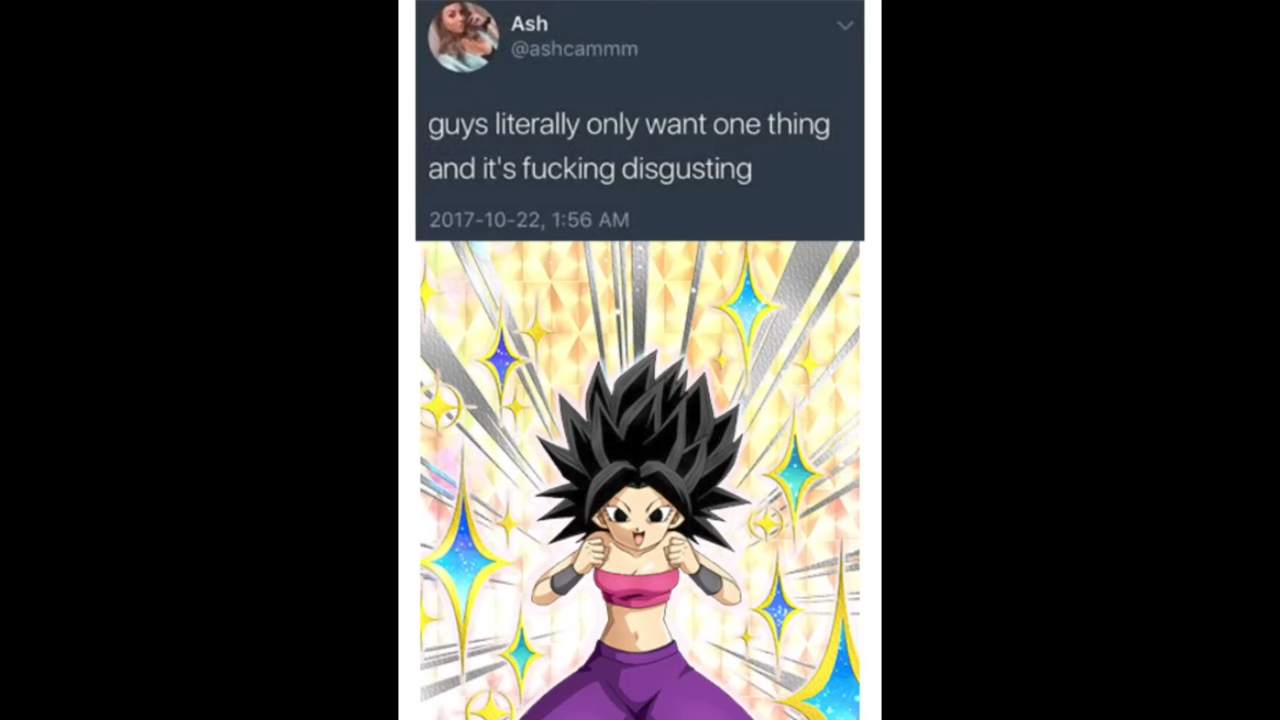 Ash
@ashcammm
guys literally only want one thing
and it's fucking disgusting
2017-10-22, 1:56 AM